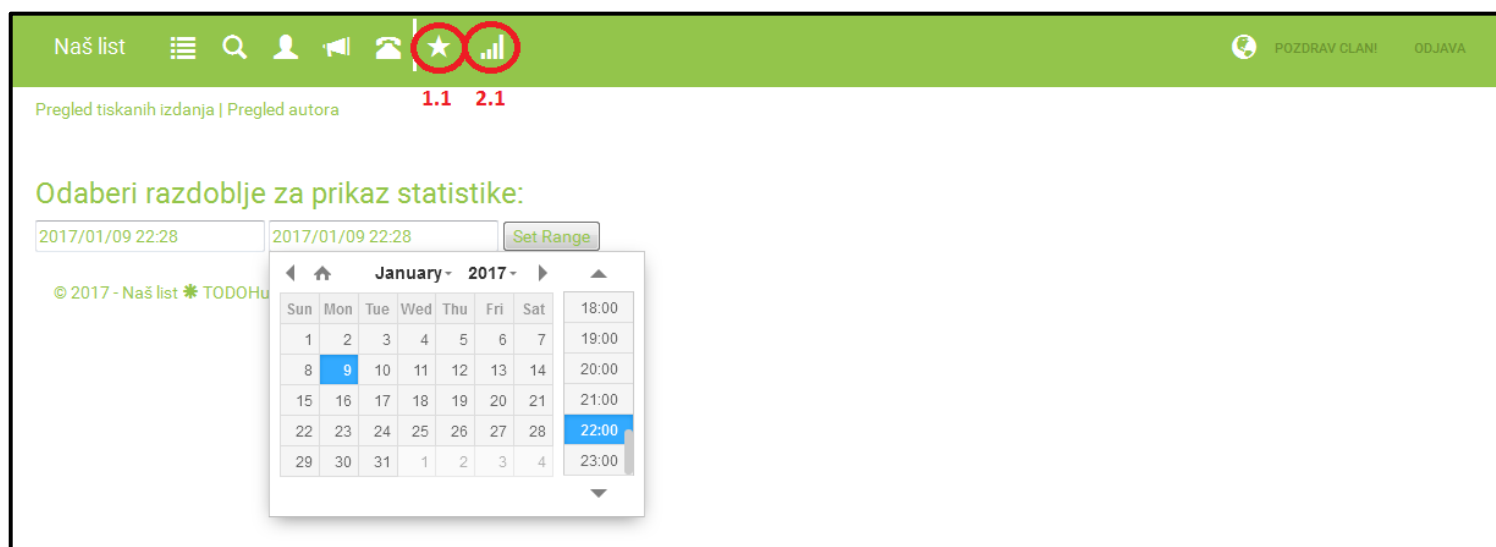 Naš list POZDRAV CLAN! ODJAVA
1.1 2.1
Pregled tiskanih izdanja | Pregled autora
Odaberi razdoblje za prikaz statistike:
2017/01/09 22:28 2017/01/09 22:28 Set Range
© 2017 - Naš list ✱ TODOHu
January 2017
Sun Mon Tue Wed Thu Fri Sat
1 2 3 4 5 6 7
8 9 10 11 12 13 14
15 16 17 18 19 20 21
22 23 24 25 26 27 28
29 30 31 1 2 3 4
18:00
19:00
20:00
21:00
22:00
23:00